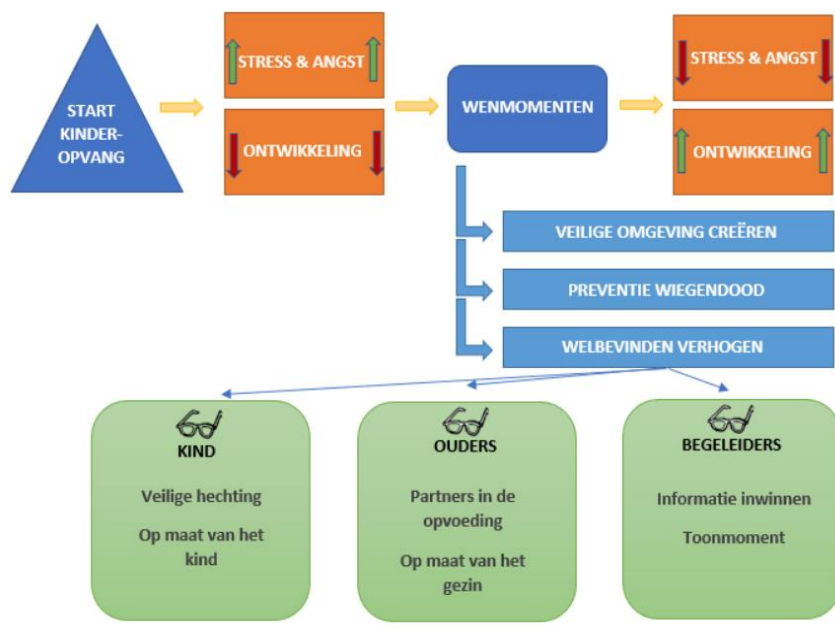 START
KINDER-
OPVANG
STRESS & ANGST
ONTWIKKELING
WENMOMENTEN
STRESS & ANGST
ONTWIKKELING
VEILIGE OMGEVING CREËREN
PREVENTIE WIEGENDOOD
WELBEVINDEN VERHOGEN
KIND
Veilige hechting
Op maat van het
kind
OUDERS
Partners in de
opvoeding
Op maat van het
gezin
BEGELEIDERS
Informatie inwinnen
Toonmoment